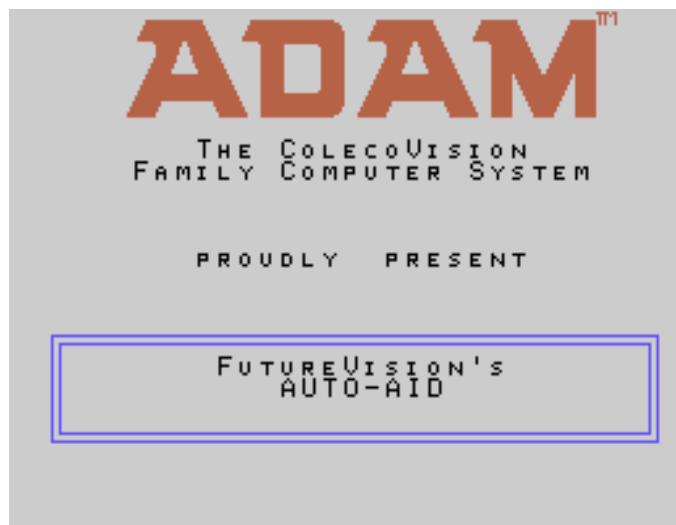 ADAM™
The ColecoVision
Family Computer System
PROUDLY PRESENT
FutureVision's
AUTO-AID